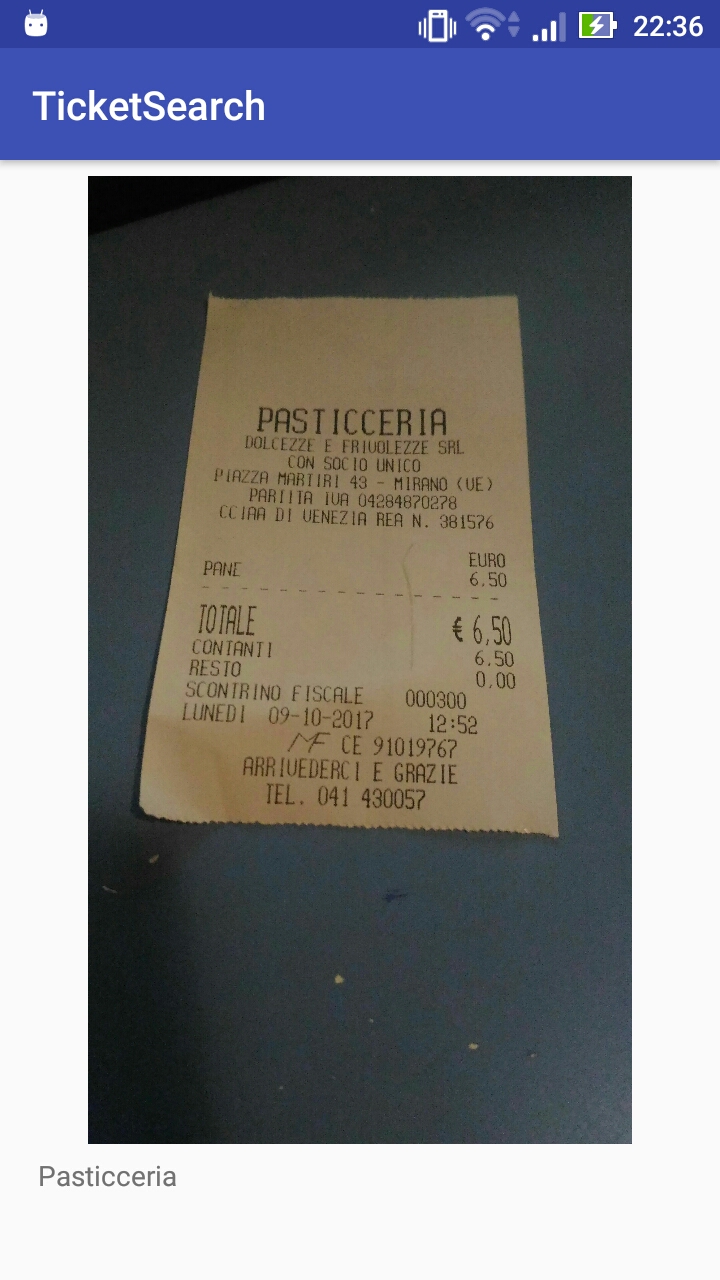 22:36
TicketSearch
PASTICCERIA
DOLCEZZE E FRIVOLEZZE SRL
CON SOCIO UNICO
PIAZZA MARTIRI 43 - MIRANO (VE)
PARTITA IVA 04284870278
CCIAA DI VENEZIA REA N. 381576
EURO
PANE 6.50
TOTALE € 6,50
CONTANTI 6.50
RESTO 0.00
SCONTRINO FISCALE 000300
LUNEDI 09-10-2017 12:52
MF CE 91019767
ARRIVEDERCI E GRAZIE
TEL. 041 430057
Pasticceria